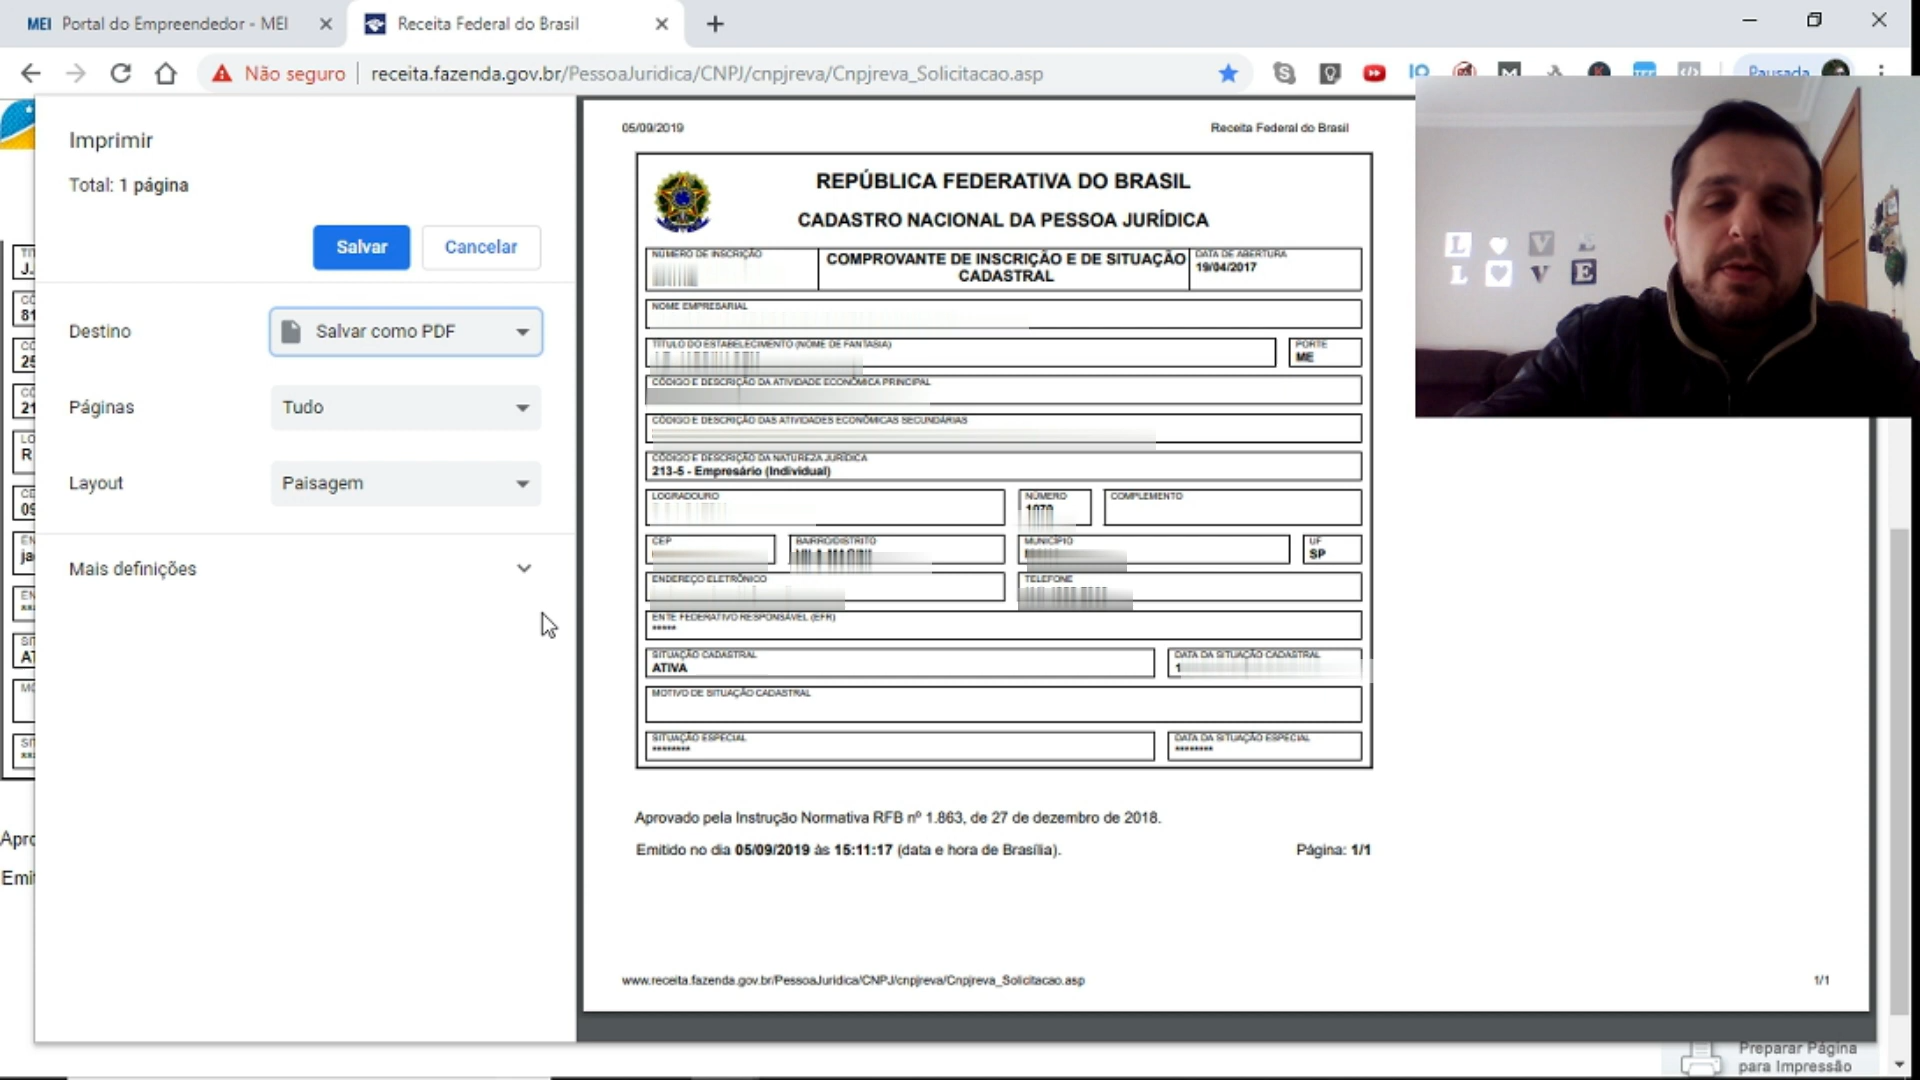 MEI Portal do Empreendedor - MEI
Receita Federal do Brasil
Não seguro
receita.fazenda.gov.br/PessoaJuridica/CNPJ/cnpjreva/Cnpjreva_Solicitacao.asp
Pausada
Imprimir
Total: 1 página
Salvar
Cancelar
Destino
Salvar como PDF
Páginas
Tudo
Layout
Paisagem
Mais definições
05/09/2019
Receita Federal do Brasil
REPÚBLICA FEDERATIVA DO BRASIL
CADASTRO NACIONAL DA PESSOA JURÍDICA
NÚMERO DE INSCRIÇÃO
COMPROVANTE DE INSCRIÇÃO E DE SITUAÇÃO
CADASTRAL
DATA DE ABERTURA
19/04/2017
NOME EMPRESARIAL
TÍTULO DO ESTABELECIMENTO (NOME DE FANTASIA)
PORTE
ME
CÓDIGO E DESCRIÇÃO DA ATIVIDADE ECONÔMICA PRINCIPAL
CÓDIGO E DESCRIÇÃO DAS ATIVIDADES ECONÔMICAS SECUNDÁRIAS
CÓDIGO E DESCRIÇÃO DA NATUREZA JURÍDICA
213-5 - Empresário (Individual)
LOGRADOURO
NÚMERO
COMPLEMENTO
CEP
BAIRRO/DISTRITO
MUNICÍPIO
UF
SP
ENDEREÇO ELETRÔNICO
TELEFONE
ENTE FEDERATIVO RESPONSÁVEL (EFR)
*****
SITUAÇÃO CADASTRAL
ATIVA
DATA DA SITUAÇÃO CADASTRAL
1
MOTIVO DE SITUAÇÃO CADASTRAL
SITUAÇÃO ESPECIAL
********
DATA DA SITUAÇÃO ESPECIAL
********
Aprovado pela Instrução Normativa RFB nº 1.863, de 27 de dezembro de 2018.
Emitido no dia 05/09/2019 às 15:11:17 (data e hora de Brasília).
Página: 1/1
www.receita.fazenda.gov.br/PessoaJuridica/CNPJ/cnpjreva/Cnpjreva_Solicitacao.asp
1/1
Preparar Página
para Impressão
L V E
L V E